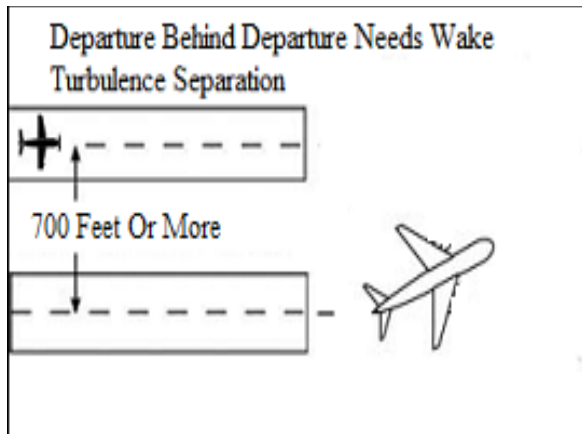 Departure Behind Departure Needs Wake
Turbulence Separation
700 Feet Or More